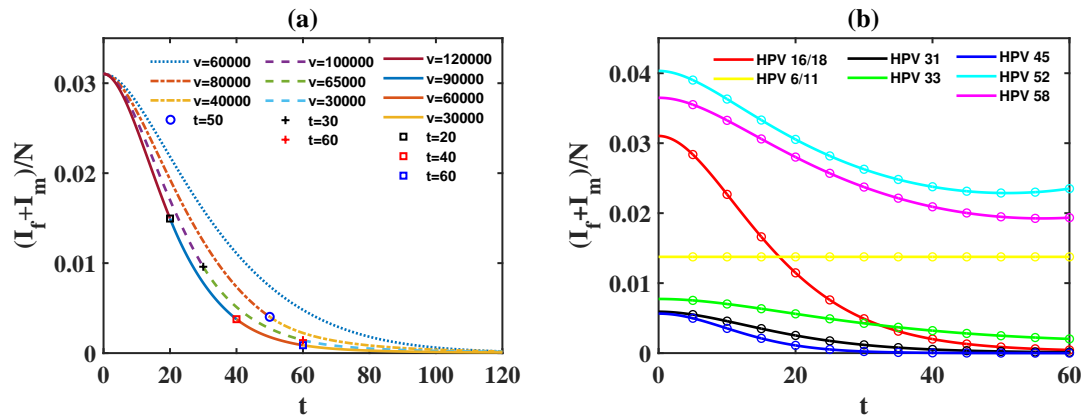 (a)
(I_f+I_m)/N
0.03
0.02
0.01
0
v=60000
v=80000
v=40000
t=50
v=100000
v=65000
v=30000
t=30
t=60
v=120000
v=90000
v=60000
v=30000
t=20
t=40
t=60
0 20 40 60 80 100 120
t
(b)
(I_f+I_m)/N
0.04
0.03
0.02
0.01
0
HPV 16/18
HPV 6/11
HPV 31
HPV 33
HPV 45
HPV 52
HPV 58
0 20 40 60
t